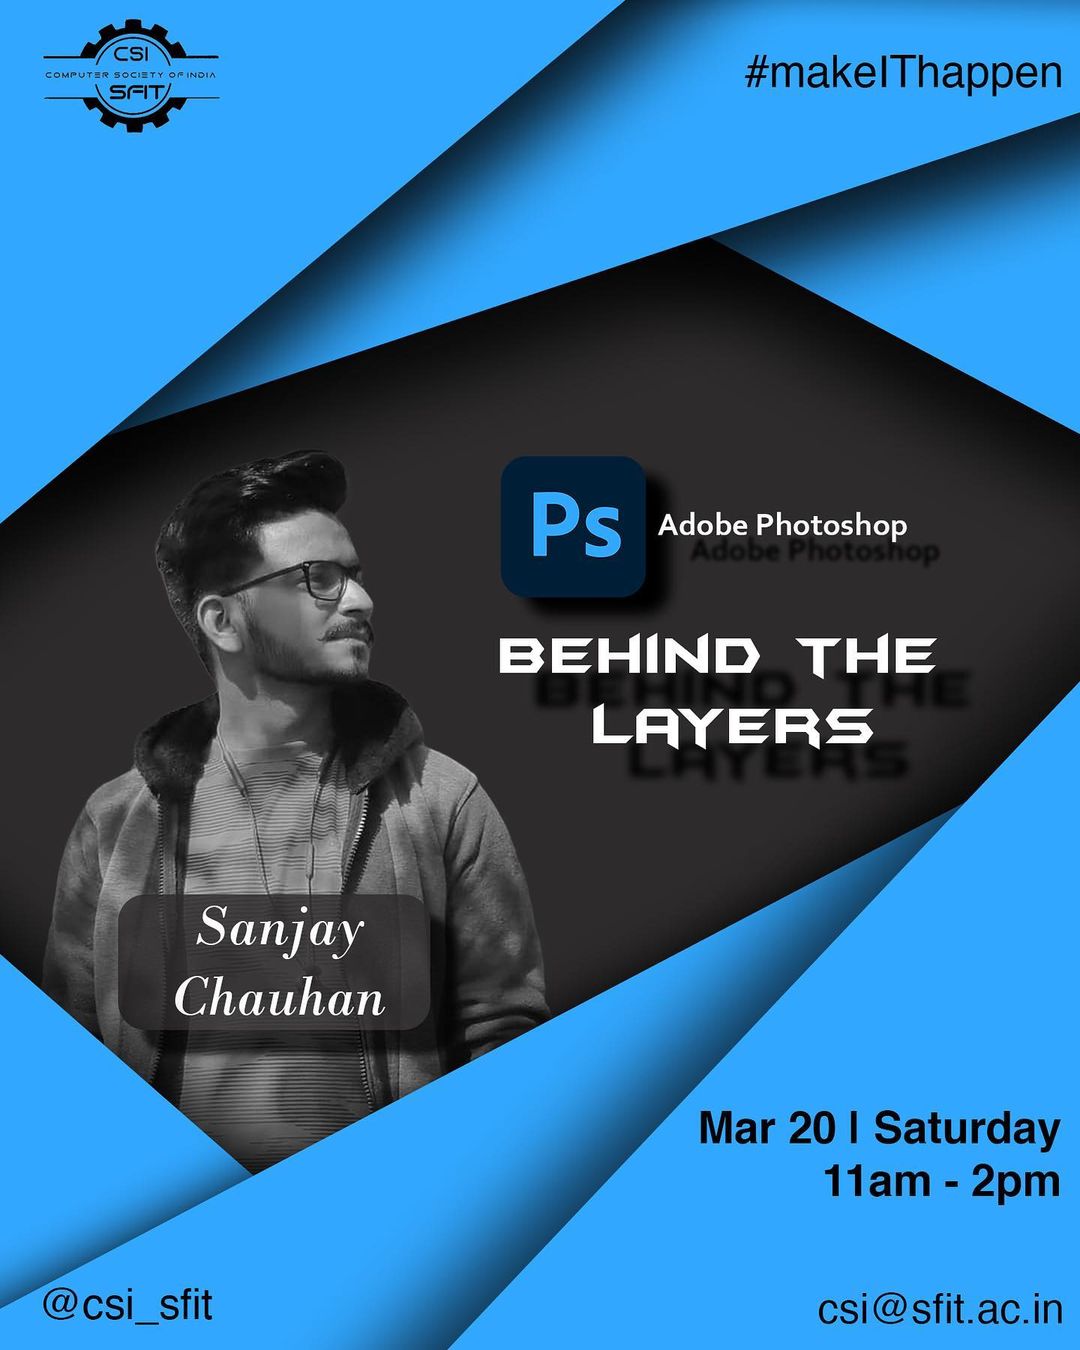 CSI
COMPUTER SOCIETY OF INDIA
SFIT
#makeIThappen
Ps
Adobe Photoshop
BEHIND THE
LAYERS
Sanjay
Chauhan
Mar 20 | Saturday
11am - 2pm
@csi_sfit
csi@sfit.ac.in